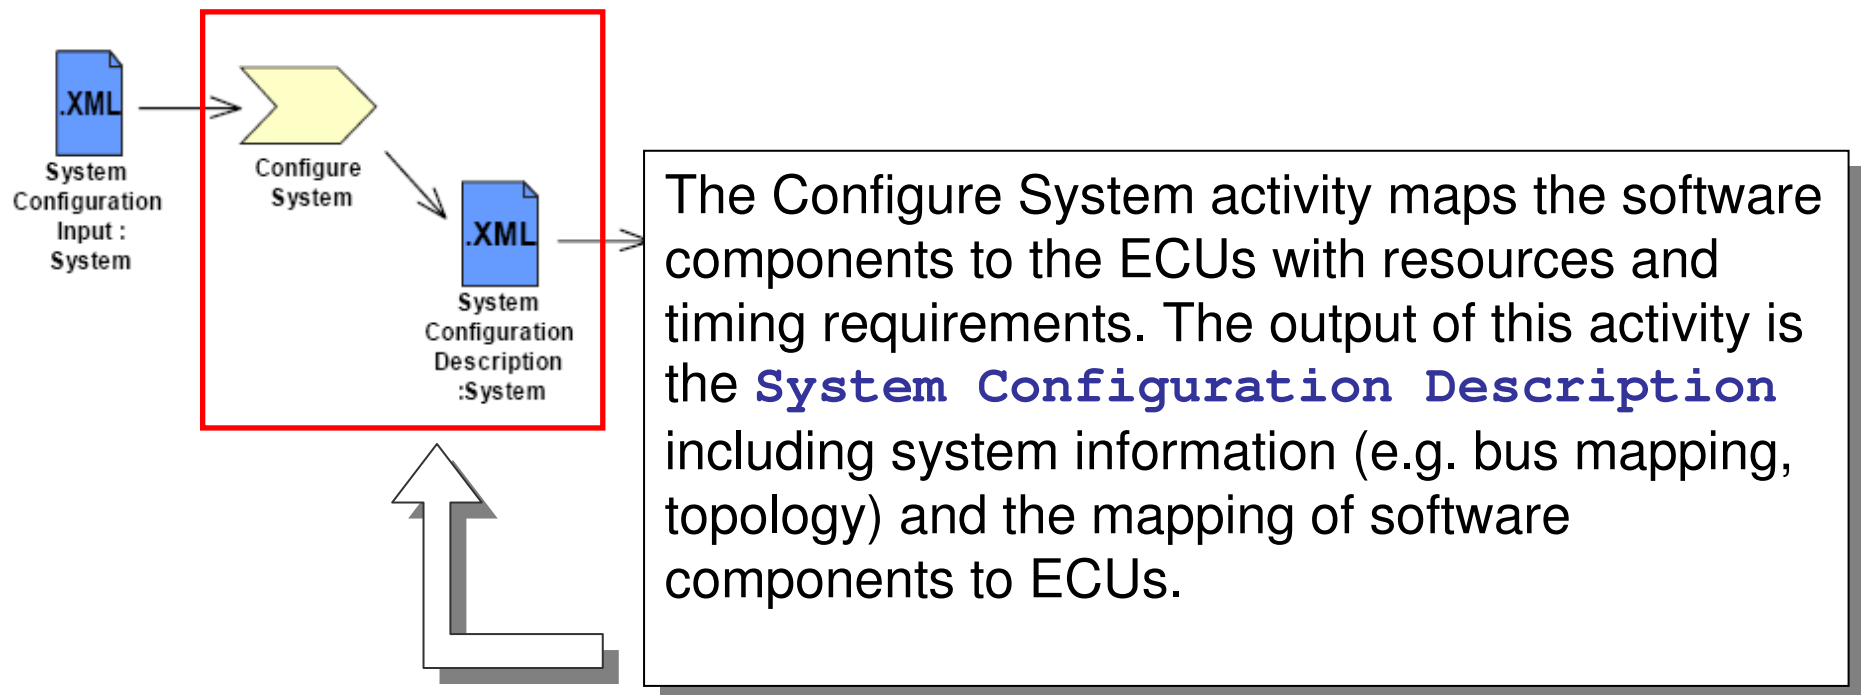 .XML
System
Configuration
Input :
System
Configure
System
.XML
System
Configuration
Description
:System
The Configure System activity maps the software
components to the ECUs with resources and
timing requirements. The output of this activity is
the System Configuration Description
including system information (e.g. bus mapping,
topology) and the mapping of software
components to ECUs.